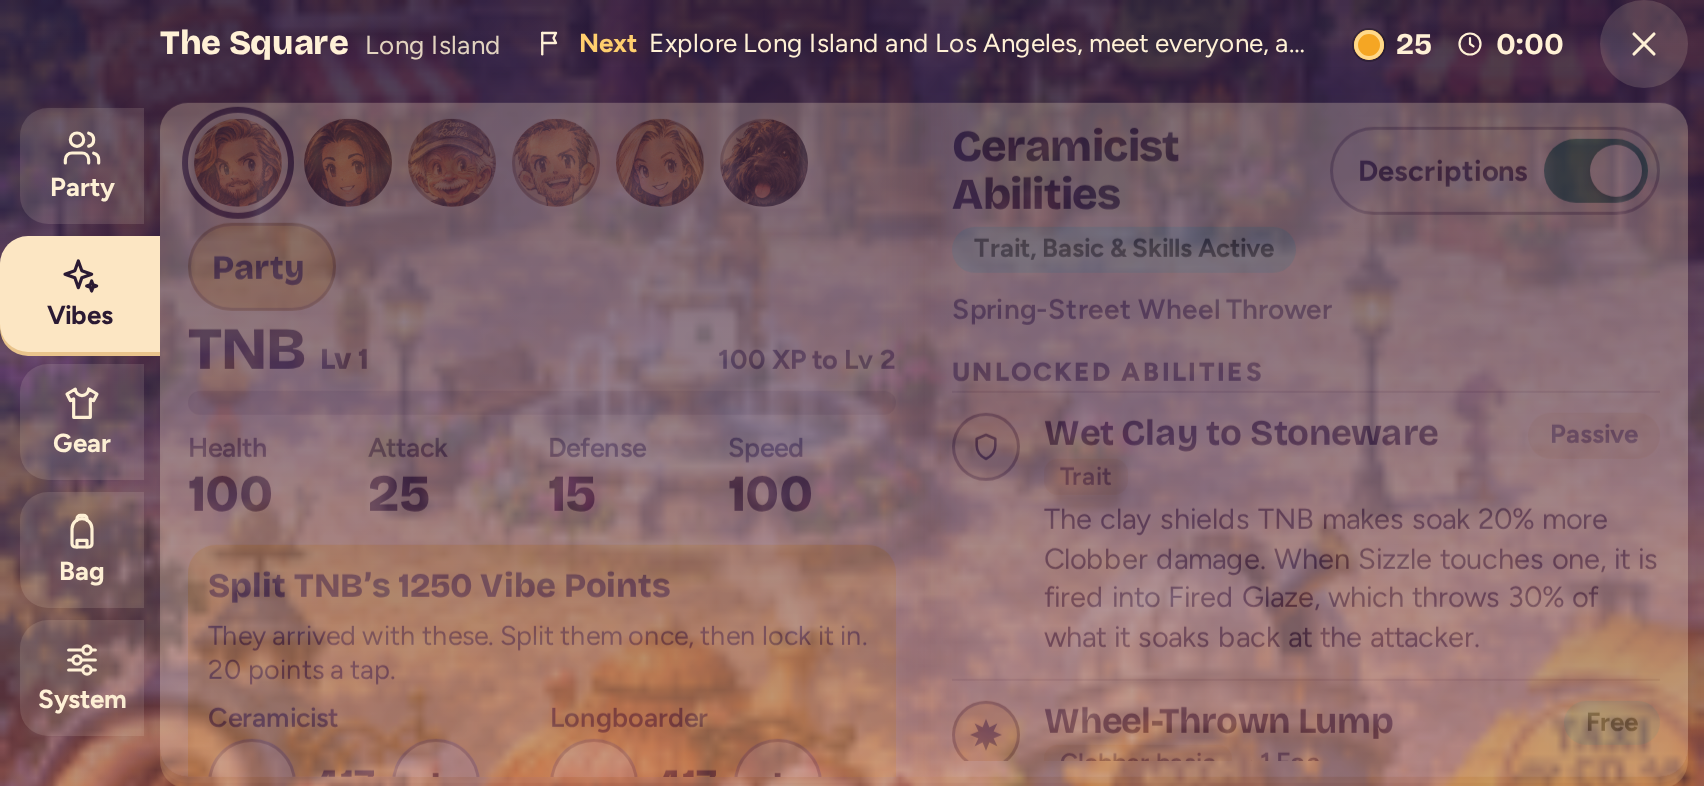 The Square Long Island Next Explore Long Island and Los Angeles, meet everyone, a... 25 0:00
Party
Vibes
Gear
Bag
System
Party
TNB Lv 1 100 XP to Lv 2
Health Attack Defense Speed
100 25 15 100
Split TNB's 1250 Vibe Points
They arrived with these. Split them once, then lock it in.
20 points a tap.
Ceramicist Longboarder
417 417
Ceramicist
Abilities
Descriptions
Trait, Basic & Skills Active
Spring-Street Wheel Thrower
UNLOCKED ABILITIES
Wet Clay to Stoneware Passive
Trait
The clay shields TNB makes soak 20% more
Clobber damage. When Sizzle touches one, it is
fired into Fired Glaze, which throws 30% of
what it soaks back at the attacker.
Wheel-Thrown Lump Free
Clobber basic
TAXI